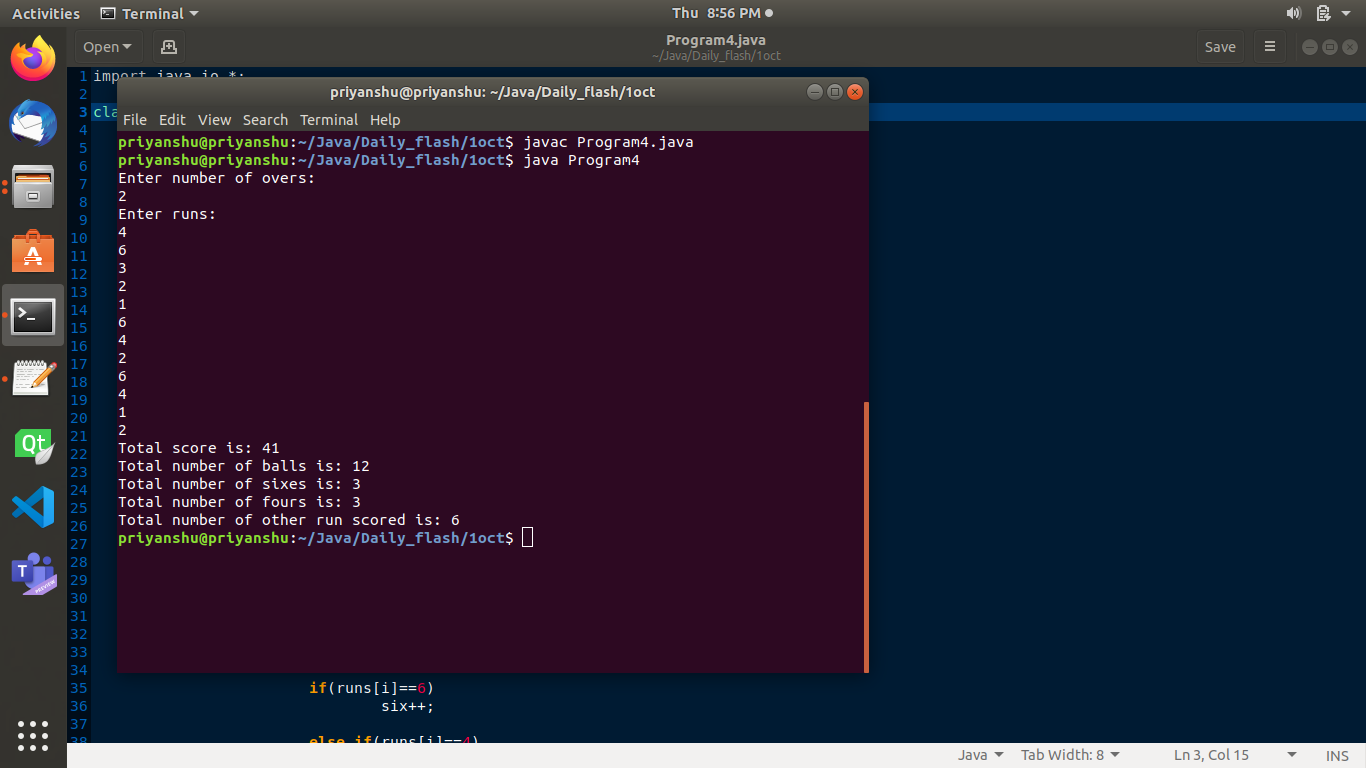 Activities Terminal Thu 8:56 PM
Open Program4.java Save
~/Java/Daily_flash/1oct
1 import java.io.*;
2
3 cla
4
5
6
7
8
9
10
11
12
13
14
15
16
17
18
19
20
21
22
23
24
25
26
27
28
29
30
31
32
33
34
35 if(runs[i]==6)
36 six++;
37
38 else if(runs[i]==4)
priyanshu@priyanshu: ~/Java/Daily_flash/1oct
File Edit View Search Terminal Help
priyanshu@priyanshu:~/Java/Daily_flash/1oct$ javac Program4.java
priyanshu@priyanshu:~/Java/Daily_flash/1oct$ java Program4
Enter number of overs:
2
Enter runs:
4
6
3
2
1
6
4
2
6
4
1
2
Total score is: 41
Total number of balls is: 12
Total number of sixes is: 3
Total number of fours is: 3
Total number of other run scored is: 6
priyanshu@priyanshu:~/Java/Daily_flash/1oct$
Qt
T
PREVIEW
Java Tab Width: 8 Ln 3, Col 15 INS